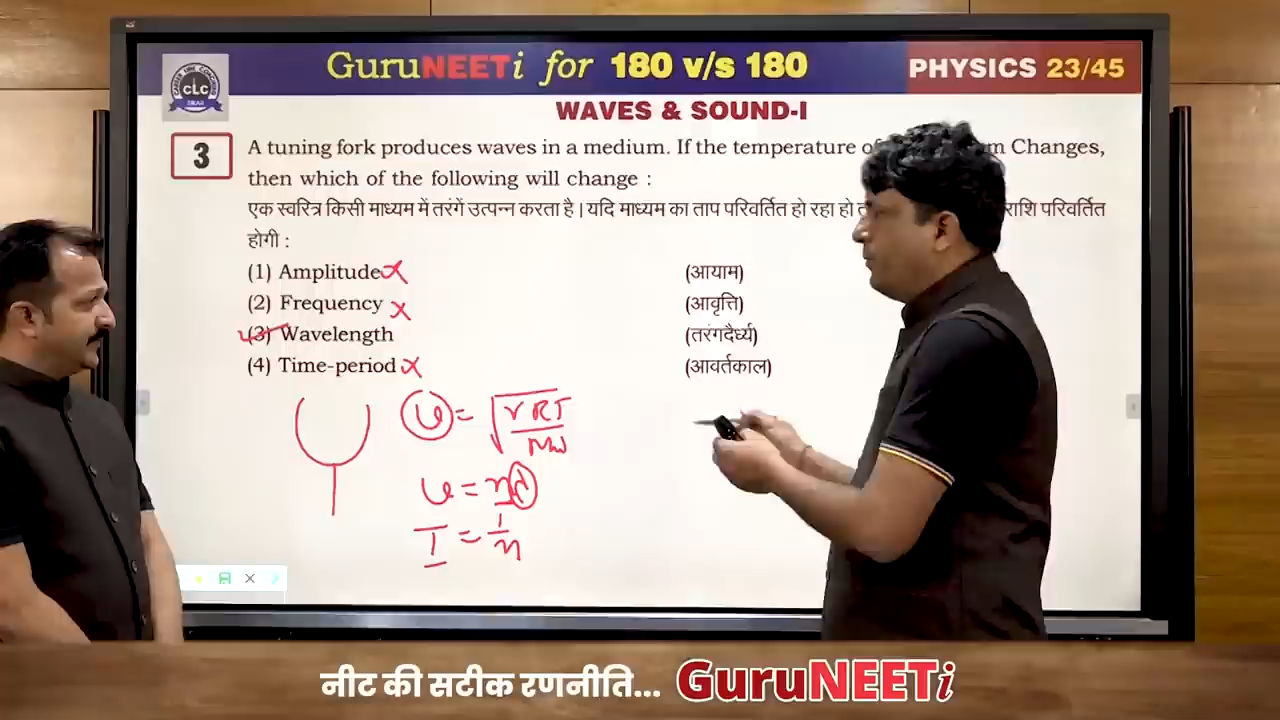 GuruNEETi for 180 v/s 180
PHYSICS 23/45
CLC
WAVES & SOUND-I
3
A tuning fork produces waves in a medium. If the temperature of Changes,
then which of the following will change :
एक स्वरित्र किसी माध्यम में तरंगें उत्पन्न करता है। यदि माध्यम का ताप परिवर्तित हो रहा हो राशि परिवर्तित
होगी :
(1) Amplitude x (आयाम)
(2) Frequency x (आवृत्ति)
(3) Wavelength (तरंगदैर्ध्य)
(4) Time-period x (आवर्तकाल)
υ = √γRT/Mw
υ = nλ
T = 1/n
नीट की सटीक रणनीति... GuruNEETi